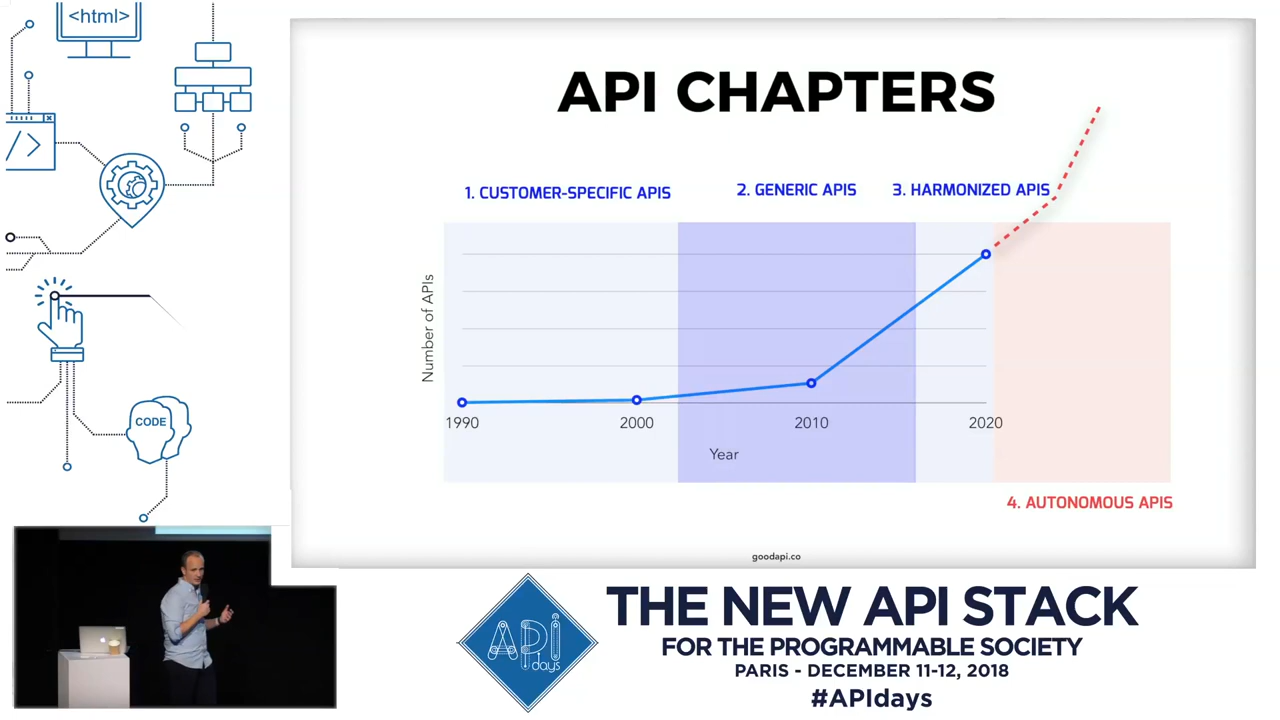 <html>
</>
CODE
API CHAPTERS
1. CUSTOMER-SPECIFIC APIS
2. GENERIC APIS
3. HARMONIZED APIS
Number of APIs
1990
2000
2010
2020
Year
4. AUTONOMOUS APIS
goodapi.co
API
days
THE NEW API STACK
FOR THE PROGRAMMABLE SOCIETY
PARIS - DECEMBER 11-12, 2018
#APIdays